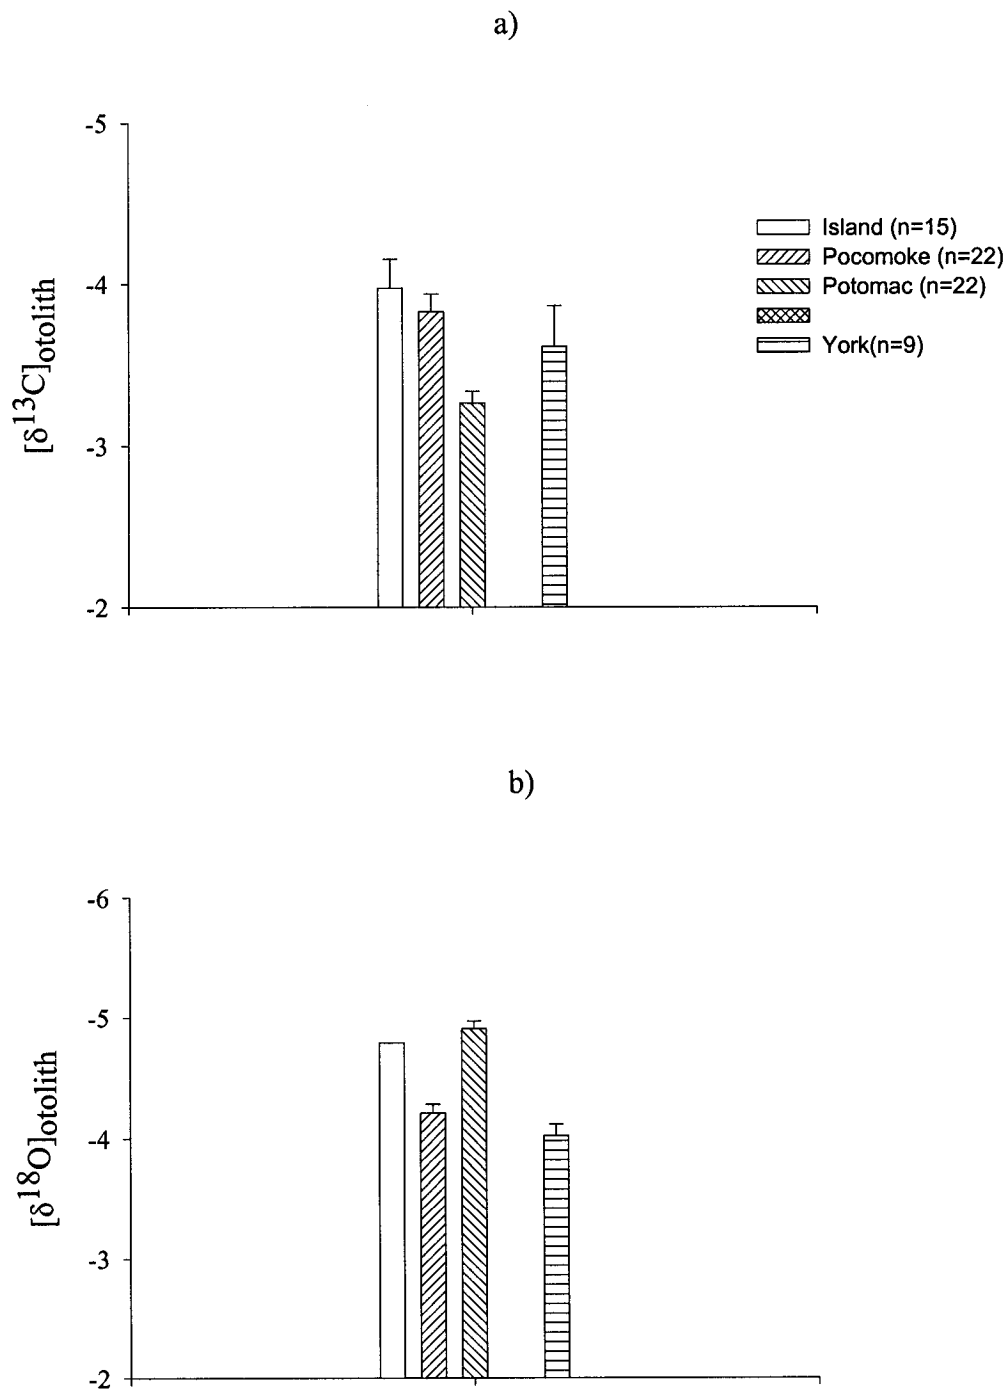 a)
-5
-4
-3
-2
[δ13C]otolith
Island (n=15)
Pocomoke (n=22)
Potomac (n=22)
York(n=9)
b)
-6
-5
-4
-3
-2
[δ18O]otolith